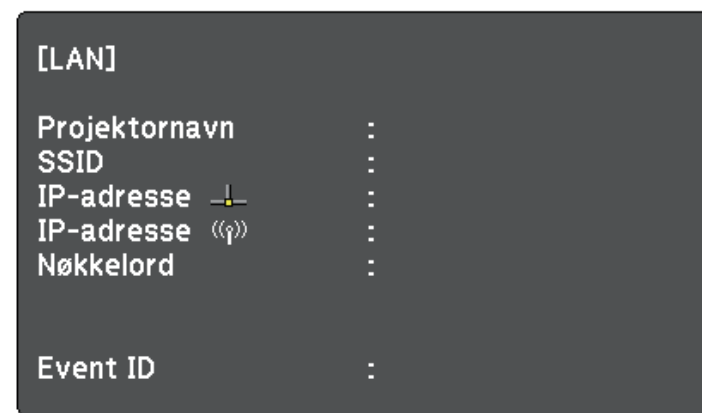 [LAN]
Projektornavn :
SSID :
IP-adresse :
IP-adresse :
Nøkkelord :
Event ID :